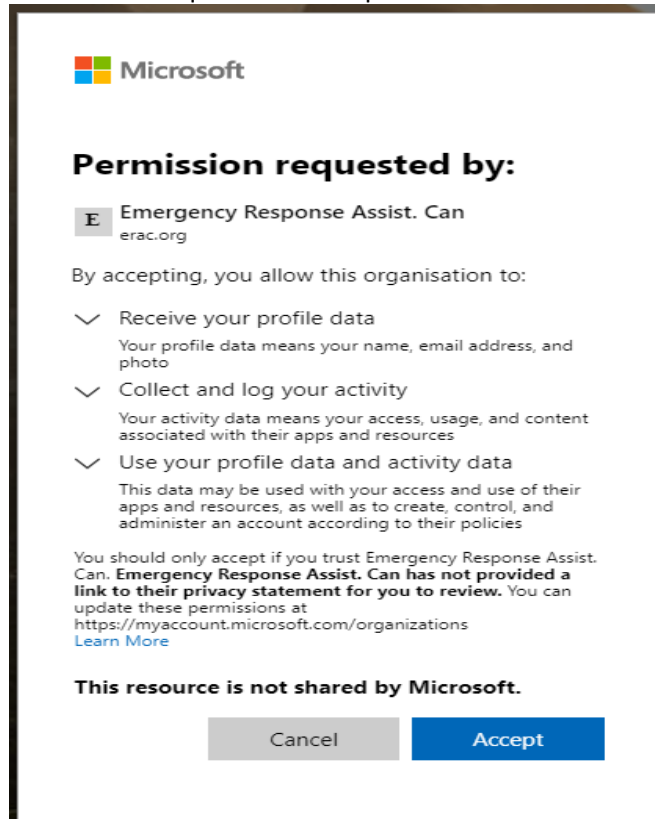 Microsoft
Permission requested by:
E
Emergency Response Assist. Can
erac.org
By accepting, you allow this organisation to:
Receive your profile data
Your profile data means your name, email address, and
photo
Collect and log your activity
Your activity data means your access, usage, and content
associated with their apps and resources
Use your profile data and activity data
This data may be used with your access and use of their
apps and resources, as well as to create, control, and
administer an account according to their policies
You should only accept if you trust Emergency Response Assist.
Can. Emergency Response Assist. Can has not provided a
link to their privacy statement for you to review. You can
update these permissions at
https://myaccount.microsoft.com/organizations
Learn More
This resource is not shared by Microsoft.
Cancel
Accept